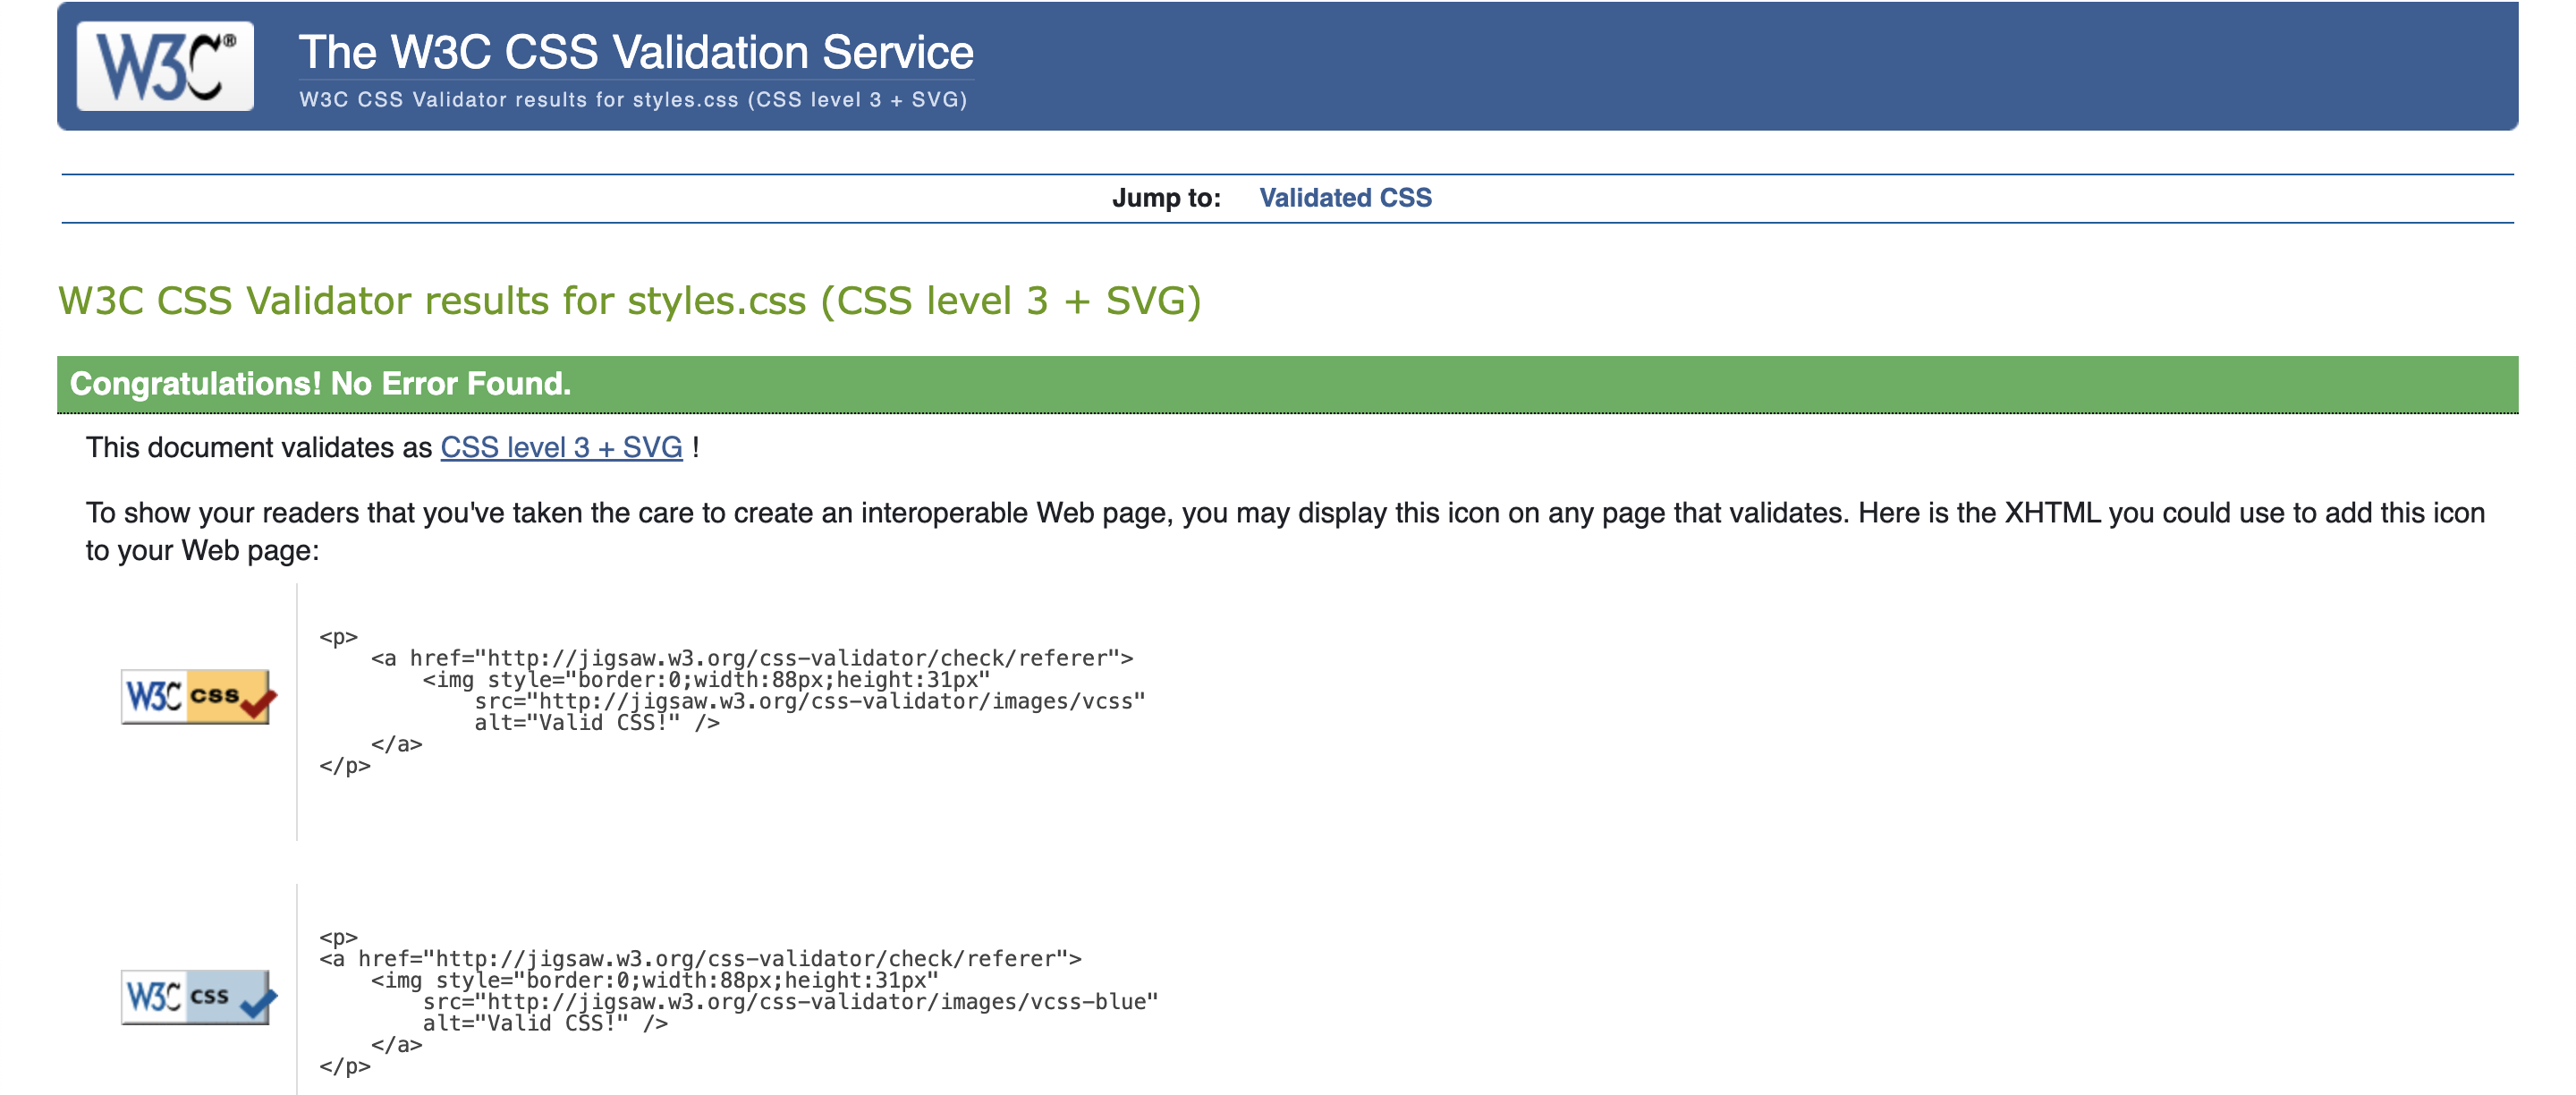 W3C®
The W3C CSS Validation Service
W3C CSS Validator results for styles.css (CSS level 3 + SVG)
Jump to: Validated CSS
W3C CSS Validator results for styles.css (CSS level 3 + SVG)
Congratulations! No Error Found.
This document validates as CSS level 3 + SVG !
To show your readers that you've taken the care to create an interoperable Web page, you may display this icon on any page that validates. Here is the XHTML you could use to add this icon
to your Web page:
W3C css
<p>
    <a href="http://jigsaw.w3.org/css-validator/check/referer">
        <img style="border:0;width:88px;height:31px"
            src="http://jigsaw.w3.org/css-validator/images/vcss"
            alt="Valid CSS!" />
    </a>
</p>
W3C css
<p>
<a href="http://jigsaw.w3.org/css-validator/check/referer">
    <img style="border:0;width:88px;height:31px"
        src="http://jigsaw.w3.org/css-validator/images/vcss-blue"
        alt="Valid CSS!" />
    </a>
</p>